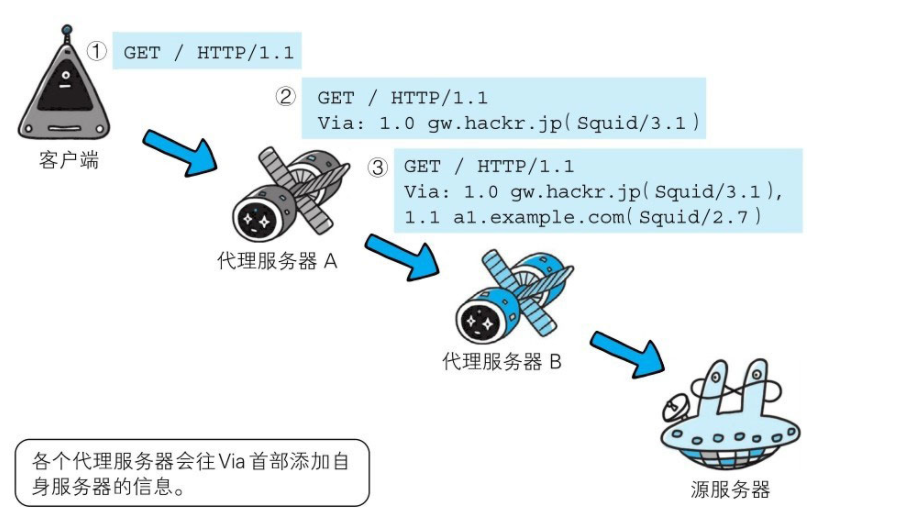 ① GET / HTTP/1.1
② GET / HTTP/1.1
Via: 1.0 gw.hackr.jp(Squid/3.1)
客户端
③ GET / HTTP/1.1
Via: 1.0 gw.hackr.jp(Squid/3.1),
1.1 a1.example.com(Squid/2.7)
代理服务器 A
代理服务器 B
各个代理服务器会往Via首部添加自
身服务器的信息。
源服务器